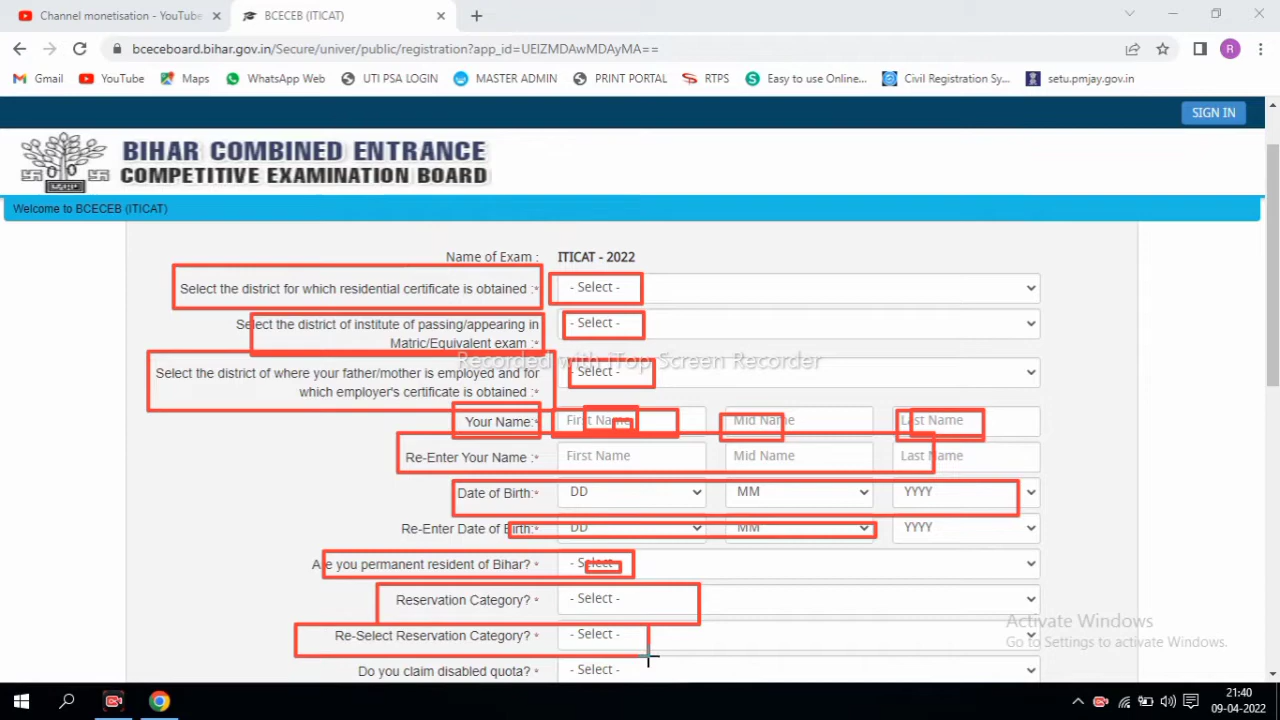 Channel monetisation - YouTube
BCECEB (ITICAT)
bceceboard.bihar.gov.in/Secure/univer/public/registration?app_id=UElZMDAwMDAyMA==
R
Gmail YouTube Maps WhatsApp Web UTI PSA LOGIN MASTER ADMIN PRINT PORTAL RTPS Easy to use Online... Civil Registration Sy... setu.pmjay.gov.in
SIGN IN
BIHAR COMBINED ENTRANCE
COMPETITIVE EXAMINATION BOARD
Welcome to BCECEB (ITICAT)
Name of Exam : ITICAT - 2022
Select the district for which residential certificate is obtained :* - Select -
Select the district of institute of passing/appearing in - Select -
Matric/Equivalent exam :*
Recorded with iTop Screen Recorder
Select the district of where your father/mother is employed and for - Select -
which employer's certificate is obtained :*
Your Name:* First Name Mid Name Last Name
Re-Enter Your Name :* First Name Mid Name Last Name
Date of Birth:* DD MM YYYY
Re-Enter Date of Birth:* DD MM YYYY
Are you permanent resident of Bihar? * - Select -
Reservation Category? * - Select -
Re-Select Reservation Category? * - Select -
Do you claim disabled quota? * - Select -
Activate Windows
Go to Settings to activate Windows.
21:40
09-04-2022